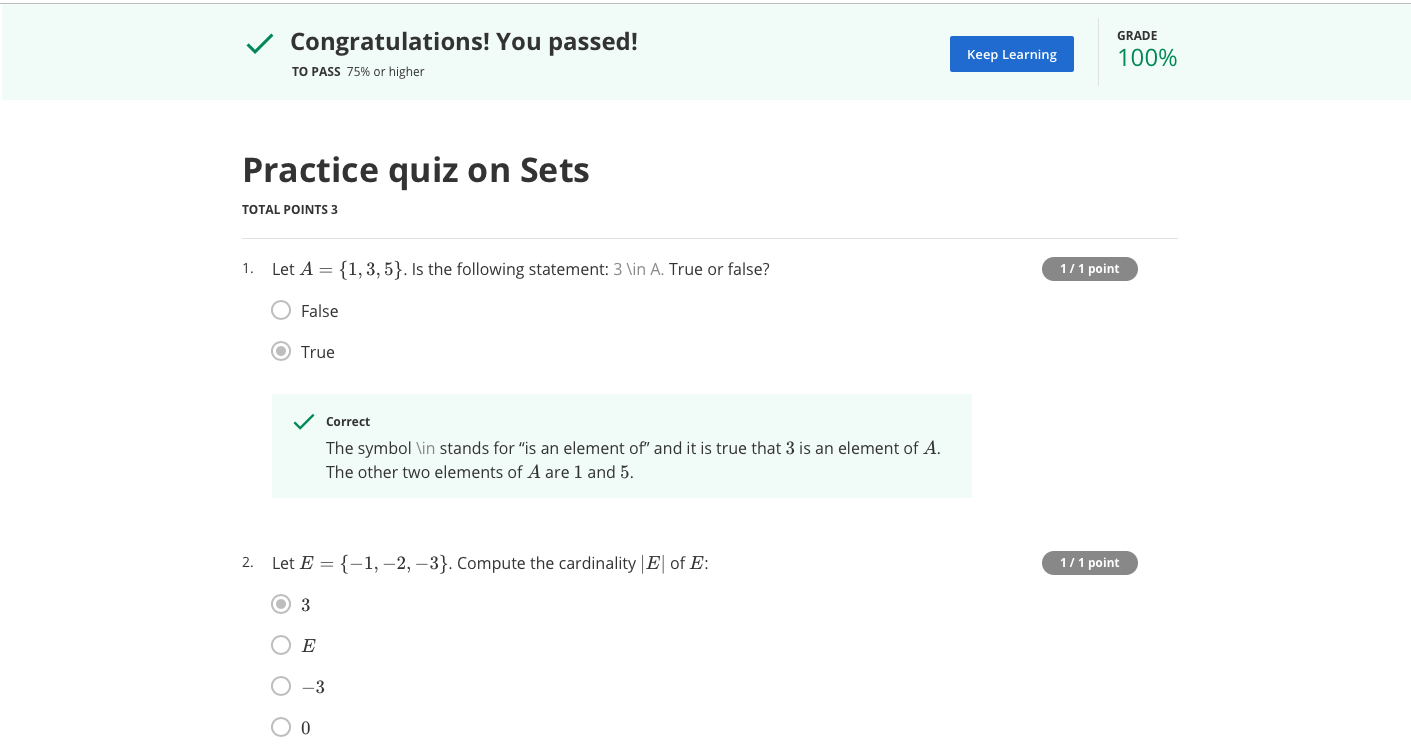 Congratulations! You passed!
TO PASS 75% or higher
Keep Learning
GRADE
100%
Practice quiz on Sets
TOTAL POINTS 3
1. Let A = {1, 3, 5}. Is the following statement: 3 \in A. True or false?
1 / 1 point
False
True
Correct
The symbol \in stands for “is an element of” and it is true that 3 is an element of A.
The other two elements of A are 1 and 5.
2. Let E = {−1, −2, −3}. Compute the cardinality |E| of E:
1 / 1 point
3
E
−3
0